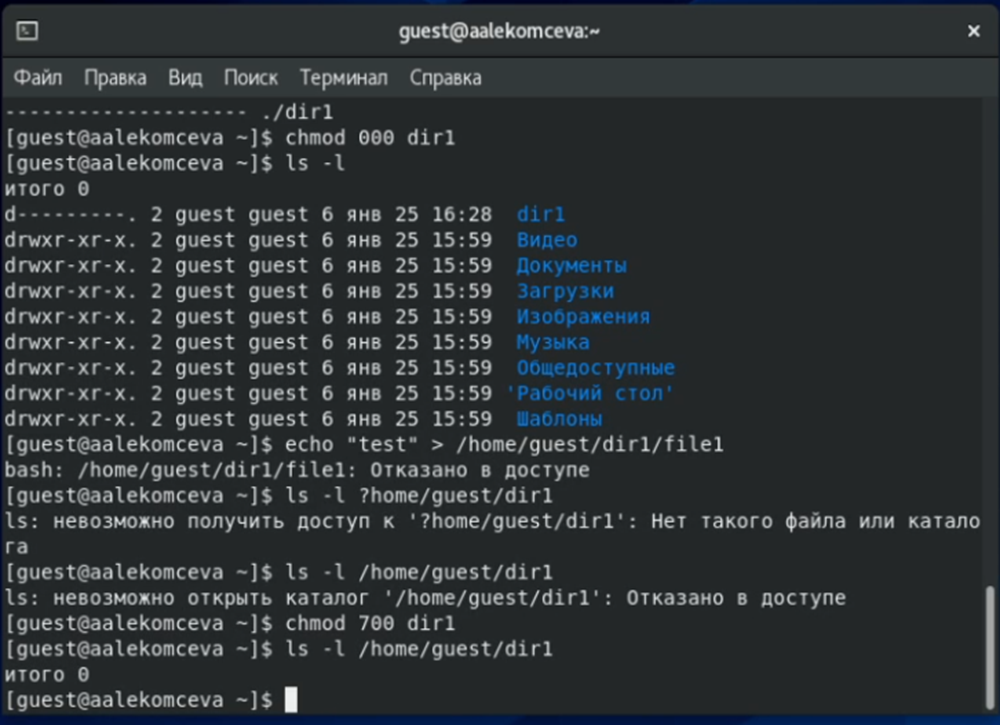 guest@aalekomceva:~
Файл Правка Вид Поиск Терминал Справка
-------------------- ./dir1
[guest@aalekomceva ~]$ chmod 000 dir1
[guest@aalekomceva ~]$ ls -l
итого 0
d---------. 2 guest guest 6 янв 25 16:28 dir1
drwxr-xr-x. 2 guest guest 6 янв 25 15:59 Видео
drwxr-xr-x. 2 guest guest 6 янв 25 15:59 Документы
drwxr-xr-x. 2 guest guest 6 янв 25 15:59 Загрузки
drwxr-xr-x. 2 guest guest 6 янв 25 15:59 Изображения
drwxr-xr-x. 2 guest guest 6 янв 25 15:59 Музыка
drwxr-xr-x. 2 guest guest 6 янв 25 15:59 Общедоступные
drwxr-xr-x. 2 guest guest 6 янв 25 15:59 'Рабочий стол'
drwxr-xr-x. 2 guest guest 6 янв 25 15:59 Шаблоны
[guest@aalekomceva ~]$ echo "test" > /home/guest/dir1/file1
bash: /home/guest/dir1/file1: Отказано в доступе
[guest@aalekomceva ~]$ ls -l ?home/guest/dir1
ls: невозможно получить доступ к '?home/guest/dir1': Нет такого файла или катало
га
[guest@aalekomceva ~]$ ls -l /home/guest/dir1
ls: невозможно открыть каталог '/home/guest/dir1': Отказано в доступе
[guest@aalekomceva ~]$ chmod 700 dir1
[guest@aalekomceva ~]$ ls -l /home/guest/dir1
итого 0
[guest@aalekomceva ~]$